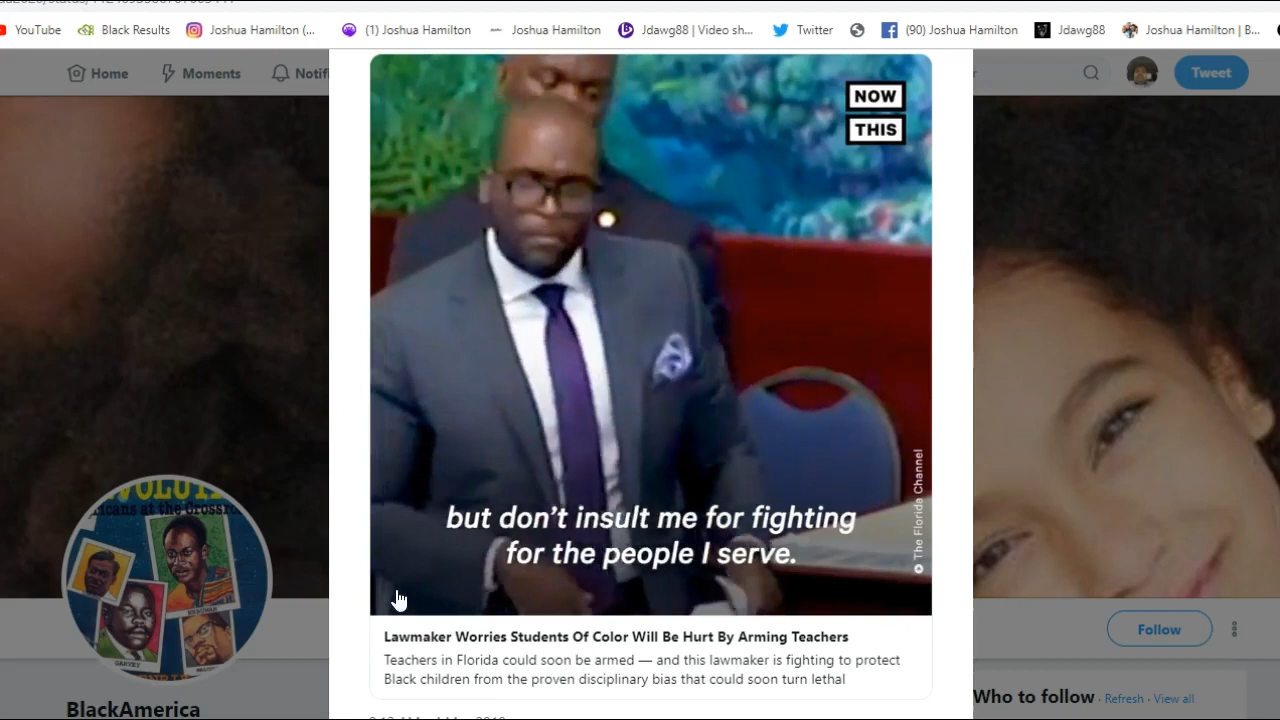 YouTube Black Results Joshua Hamilton (... (1) Joshua Hamilton Joshua Hamilton Jdawg88 | Video sh... Twitter (90) Joshua Hamilton Jdawg88 Joshua Hamilton | B...
Home Moments Notifi Tweet
NOW
THIS
but don't insult me for fighting
for the people I serve.
© The Florida Channel
Lawmaker Worries Students Of Color Will Be Hurt By Arming Teachers
Teachers in Florida could soon be armed — and this lawmaker is fighting to protect
Black children from the proven disciplinary bias that could soon turn lethal
GARVEY
BlackAmerica
Follow
Who to follow · Refresh · View all